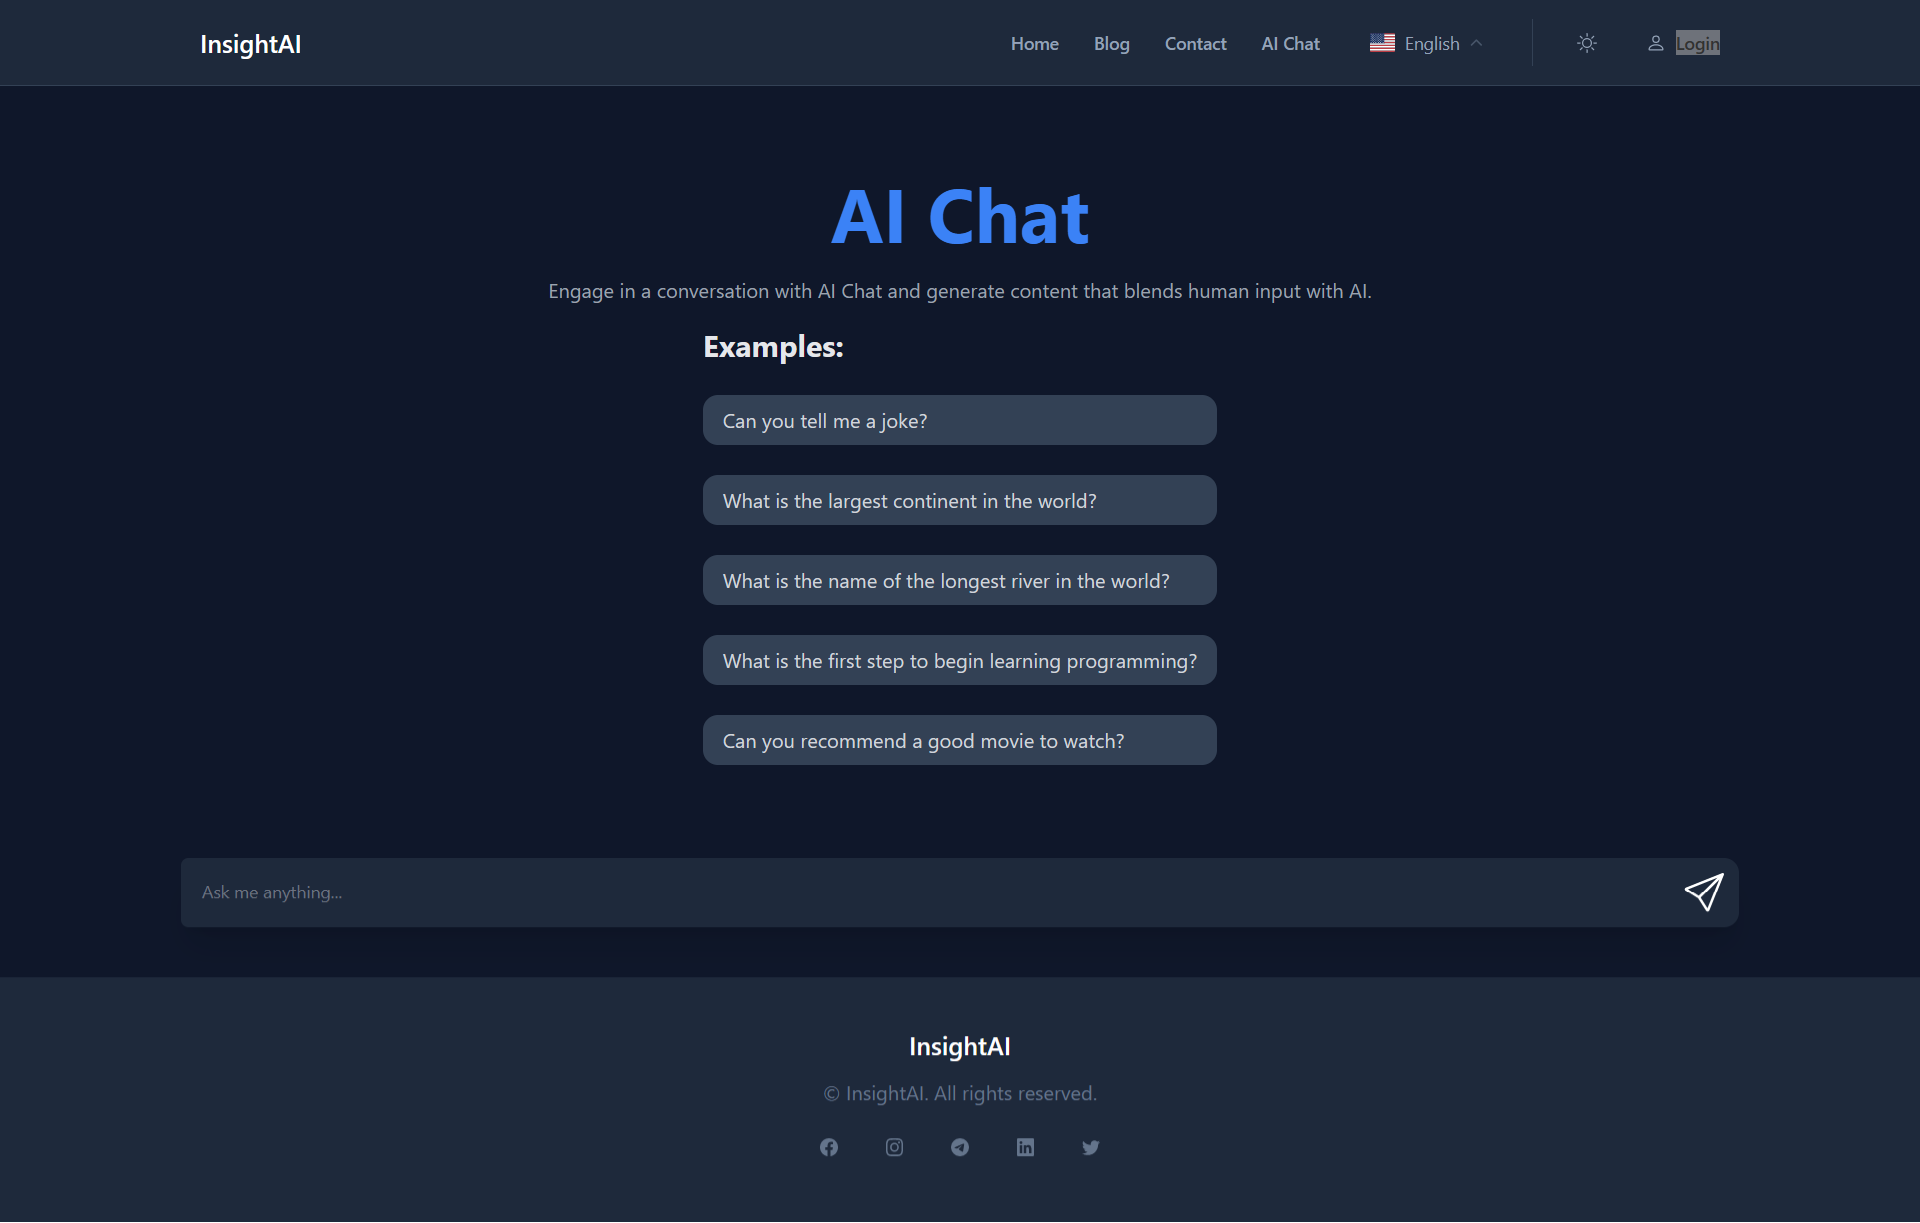 InsightAI
Home Blog Contact AI Chat English Login
AI Chat
Engage in a conversation with AI Chat and generate content that blends human input with AI.
Examples:
Can you tell me a joke?
What is the largest continent in the world?
What is the name of the longest river in the world?
What is the first step to begin learning programming?
Can you recommend a good movie to watch?
Ask me anything...
InsightAI
© InsightAI. All rights reserved.